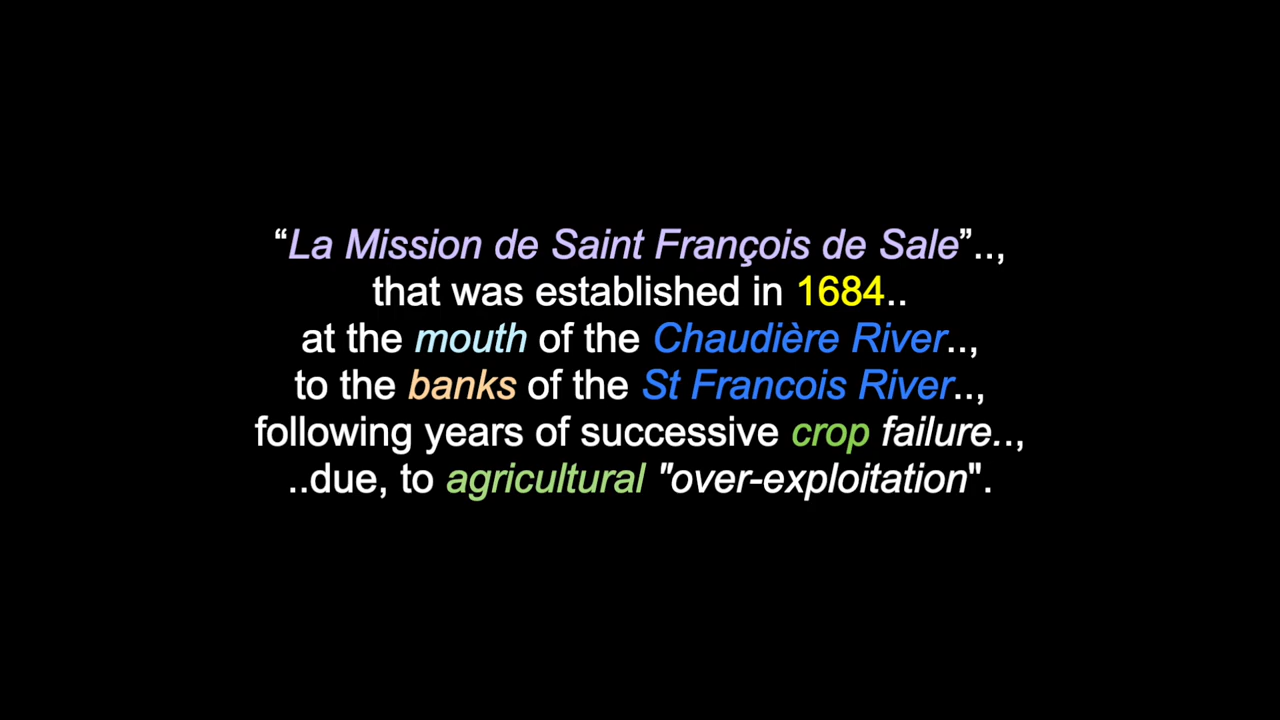 “La Mission de Saint François de Sale”..,
that was established in 1684..
at the mouth of the Chaudière River..,
to the banks of the St Francois River..,
following years of successive crop failure..,
..due, to agricultural "over-exploitation".